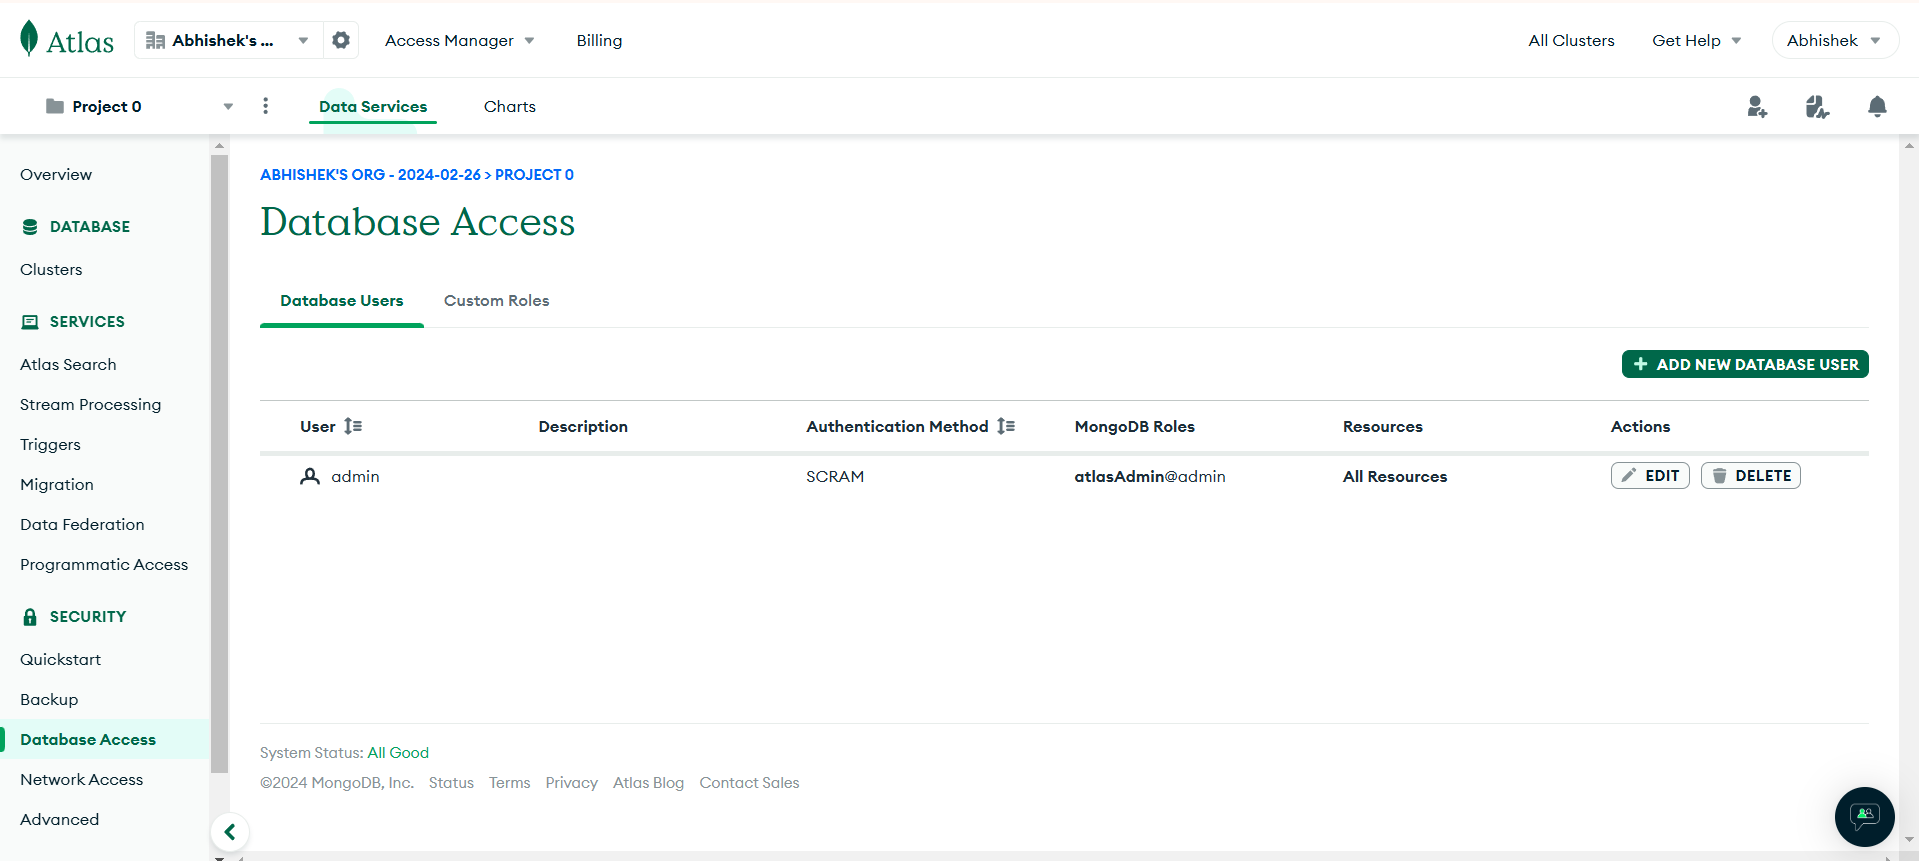 Atlas
Abhishek's ...
Access Manager
Billing
All Clusters
Get Help
Abhishek
Project 0
Data Services
Charts
Overview
DATABASE
Clusters
SERVICES
Atlas Search
Stream Processing
Triggers
Migration
Data Federation
Programmatic Access
SECURITY
Quickstart
Backup
Database Access
Network Access
Advanced
ABHISHEK'S ORG - 2024-02-26 > PROJECT 0
Database Access
Database Users
Custom Roles
+ ADD NEW DATABASE USER
User Description Authentication Method MongoDB Roles Resources Actions
admin SCRAM atlasAdmin@admin All Resources EDIT DELETE
System Status: All Good
©2024 MongoDB, Inc. Status Terms Privacy Atlas Blog Contact Sales